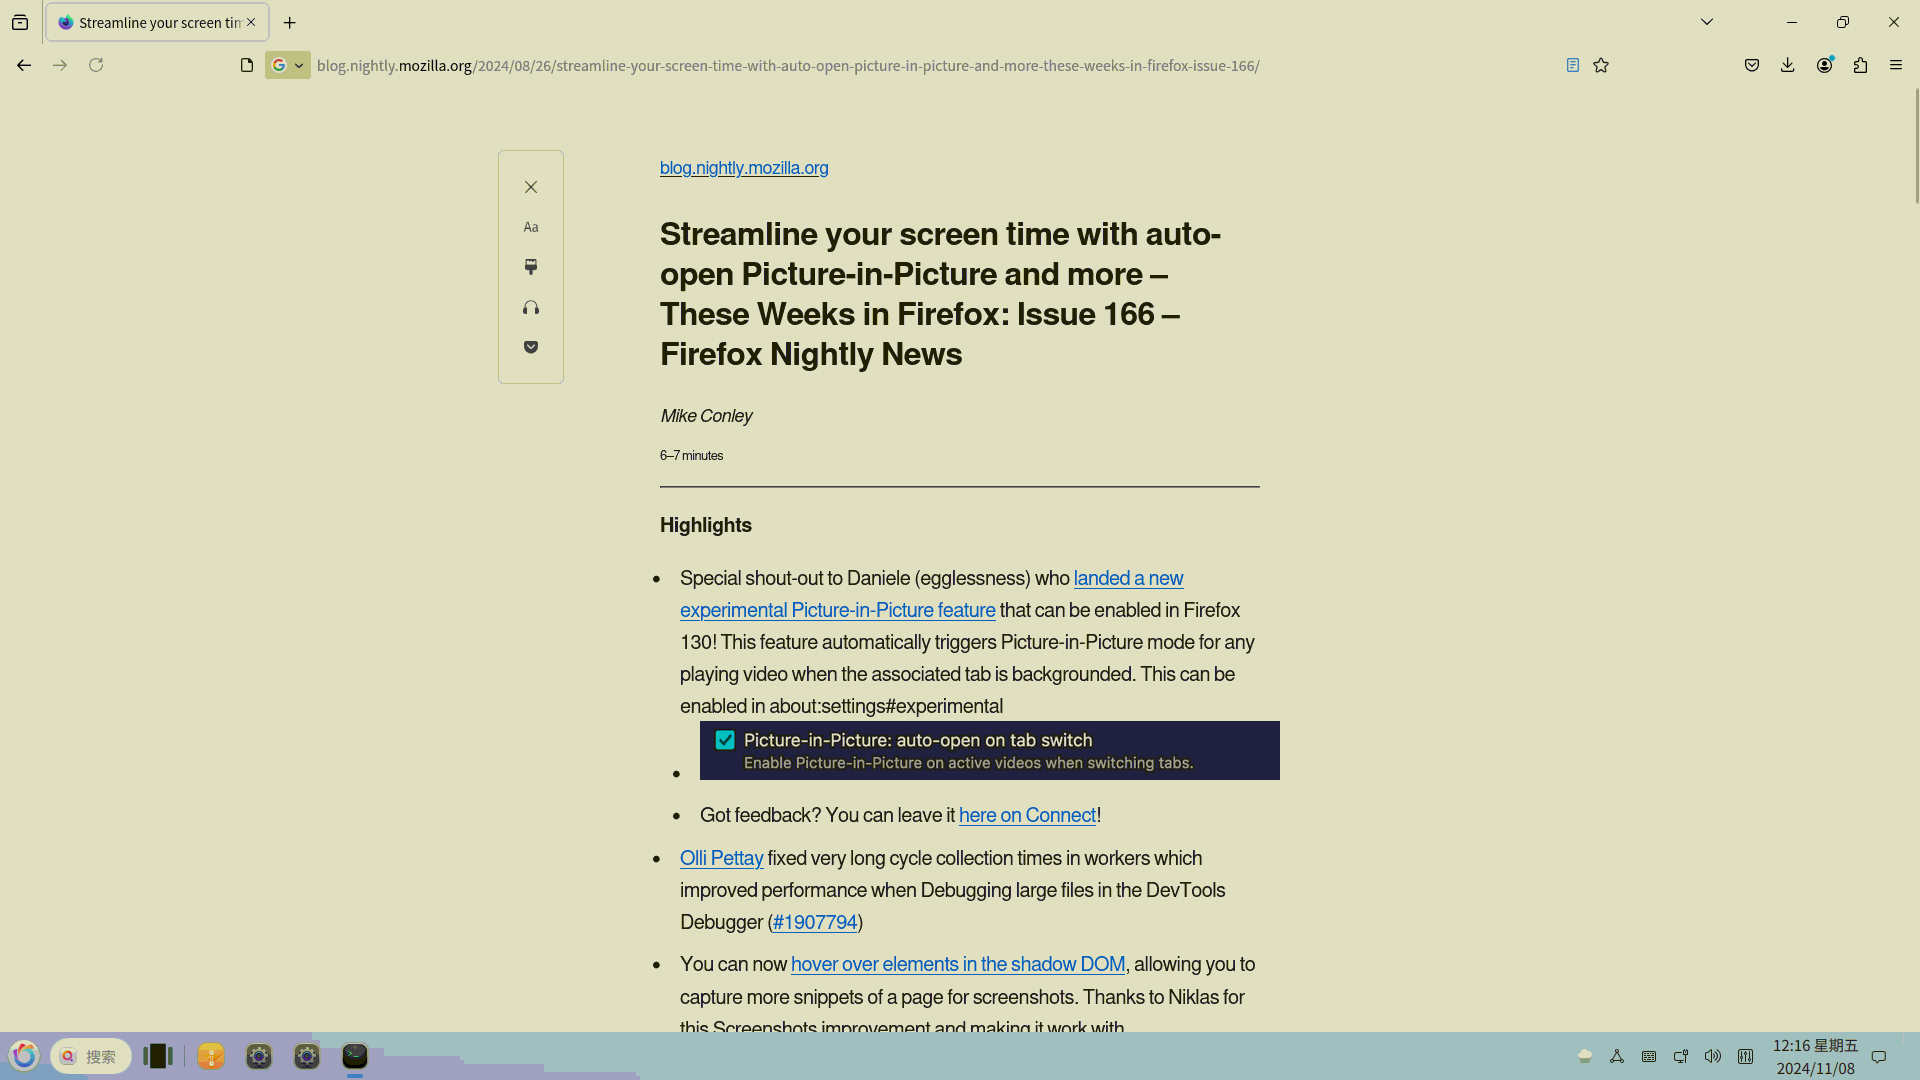 Streamline your screen tim
blog.nightly.mozilla.org/2024/08/26/streamline-your-screen-time-with-auto-open-picture-in-picture-and-more-these-weeks-in-firefox-issue-166/
Aa
blog.nightly.mozilla.org
Streamline your screen time with auto-
open Picture-in-Picture and more –
These Weeks in Firefox: Issue 166 –
Firefox Nightly News
Mike Conley
6–7 minutes
Highlights
Special shout-out to Daniele (egglessness) who landed a new
experimental Picture-in-Picture feature that can be enabled in Firefox
130! This feature automatically triggers Picture-in-Picture mode for any
playing video when the associated tab is backgrounded. This can be
enabled in about:settings#experimental
Picture-in-Picture: auto-open on tab switch
Enable Picture-in-Picture on active videos when switching tabs.
Got feedback? You can leave it here on Connect!
Olli Pettay fixed very long cycle collection times in workers which
improved performance when Debugging large files in the DevTools
Debugger (#1907794)
You can now hover over elements in the shadow DOM, allowing you to
capture more snippets of a page for screenshots. Thanks to Niklas for
this Screenshots improvement and making it work with
搜索
12:16 星期五
2024/11/08